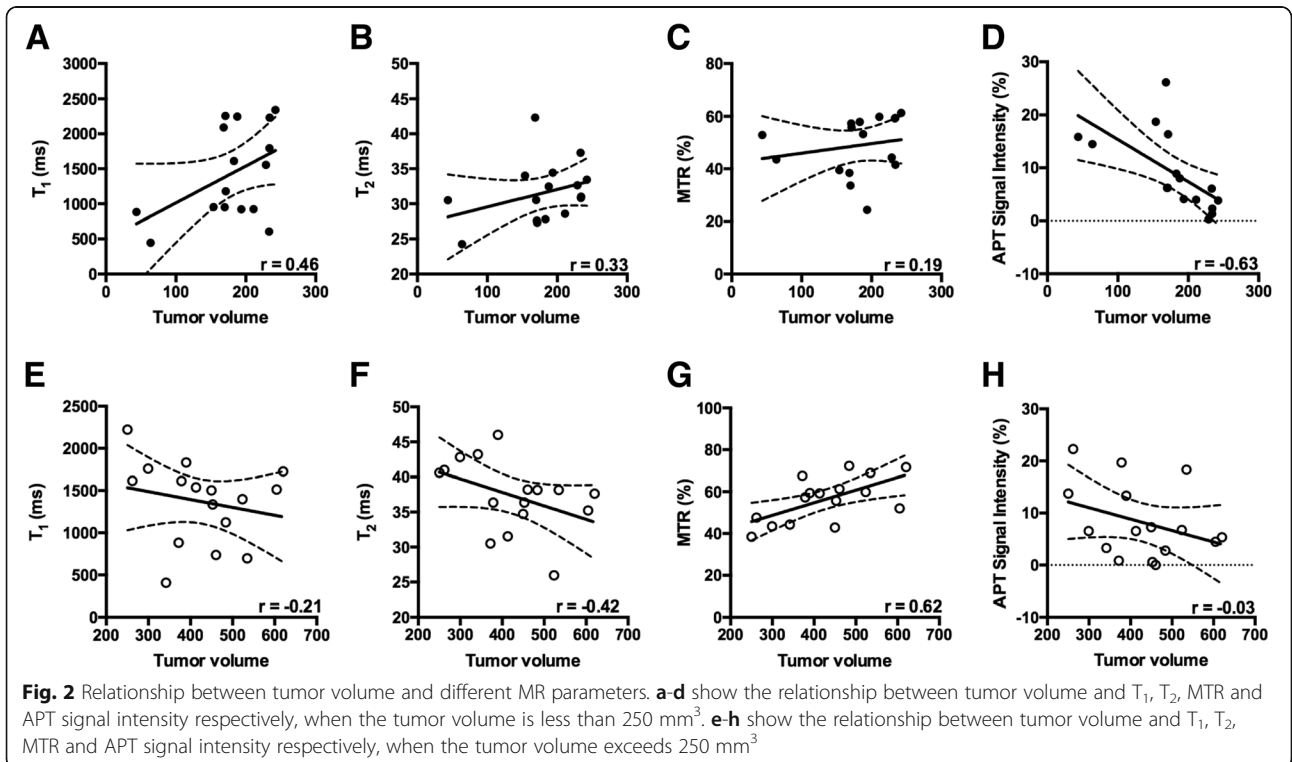 A
B
C
D
T₁ (ms)
3000
2500
2000
1500
1000
500
0
0 100 200 300
Tumor volume
r = 0.46
T₂ (ms)
50
45
40
35
30
25
20
0 100 200 300
Tumor volume
r = 0.33
MTR (%)
80
60
40
20
0
0 100 200 300
Tumor volume
r = 0.19
APT Signal Intensity (%)
30
20
10
0
-10
0 100 200 300
Tumor volume
r = -0.63
E
F
G
H
T₁ (ms)
2500
2000
1500
1000
500
0
200 300 400 500 600 700
Tumor volume
r = -0.21
T₂ (ms)
50
45
40
35
30
25
20
200 300 400 500 600 700
Tumor volume
r = -0.42
MTR (%)
100
80
60
40
20
0
200 300 400 500 600 700
Tumor volume
r = 0.62
APT Signal Intensity (%)
30
20
10
0
-10
200 300 400 500 600 700
Tumor volume
r = -0.03
Fig. 2 Relationship between tumor volume and different MR parameters. a-d show the relationship between tumor volume and T₁, T₂, MTR and
APT signal intensity respectively, when the tumor volume is less than 250 mm³. e-h show the relationship between tumor volume and T₁, T₂,
MTR and APT signal intensity respectively, when the tumor volume exceeds 250 mm³